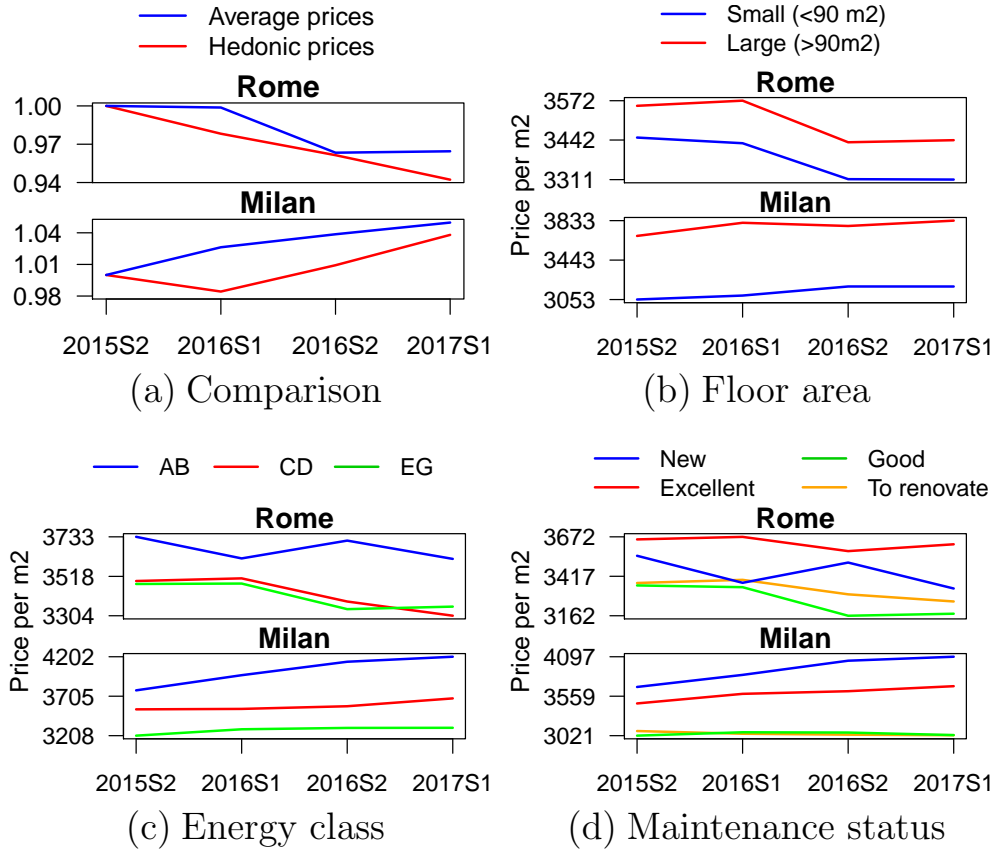 Average prices
Hedonic prices
Rome
1.00
0.97
0.94
Milan
1.04
1.01
0.98
2015S2 2016S1 2016S2 2017S1
(a) Comparison
Small (<90 m2)
Large (>90m2)
Price per m2
Rome
3572
3442
3311
Milan
3833
3443
3053
2015S2 2016S1 2016S2 2017S1
(b) Floor area
AB CD EG
Price per m2
Rome
3733
3518
3304
Milan
4202
3705
3208
2015S2 2016S1 2016S2 2017S1
(c) Energy class
New Good
Excellent To renovate
Price per m2
Rome
3672
3417
3162
Milan
4097
3559
3021
2015S2 2016S1 2016S2 2017S1
(d) Maintenance status